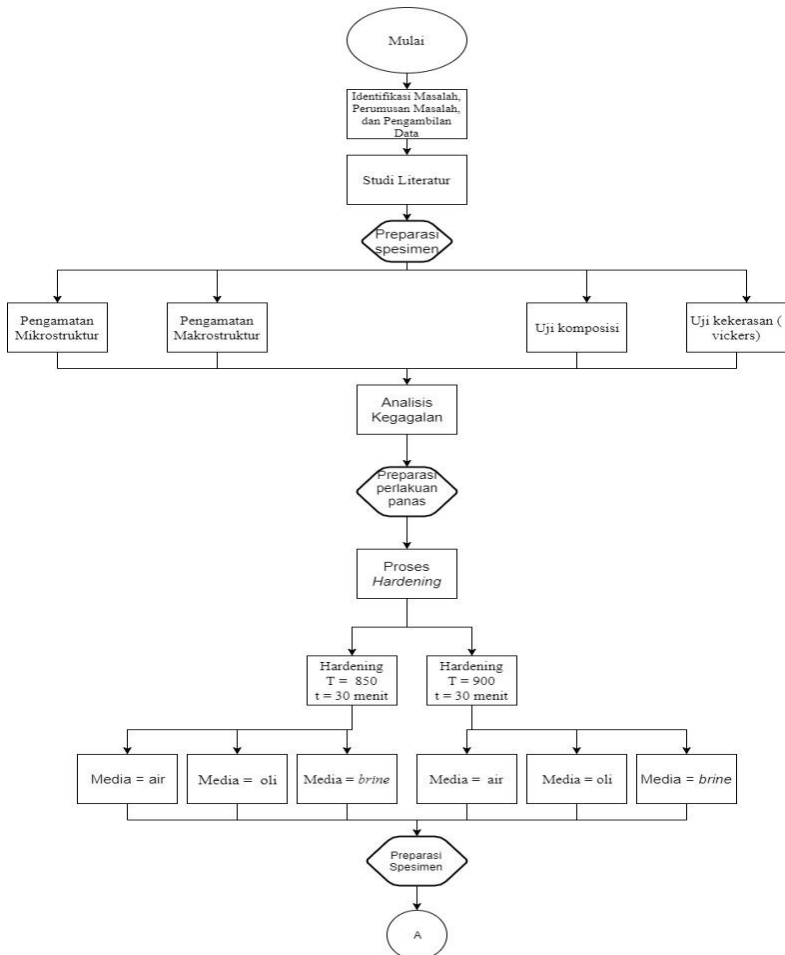 Mulai
Identifikasi Masalah,
Perumusan Masalah,
dan Pengambilan
Data
Studi Literatur
Preparasi
spesimen
Pengamatan
Mikrostruktur
Pengamatan
Makrostruktur
Uji komposisi
Uji kekerasan (
vickers)
Analisis
Kegagalan
Preparasi
perlakuan
panas
Proses
Hardening
Hardening
T = 850
t = 30 menit
Hardening
T = 900
t = 30 menit
Media = air
Media = oli
Media = brine
Media = air
Media = oli
Media = brine
Preparasi
Spesimen
A